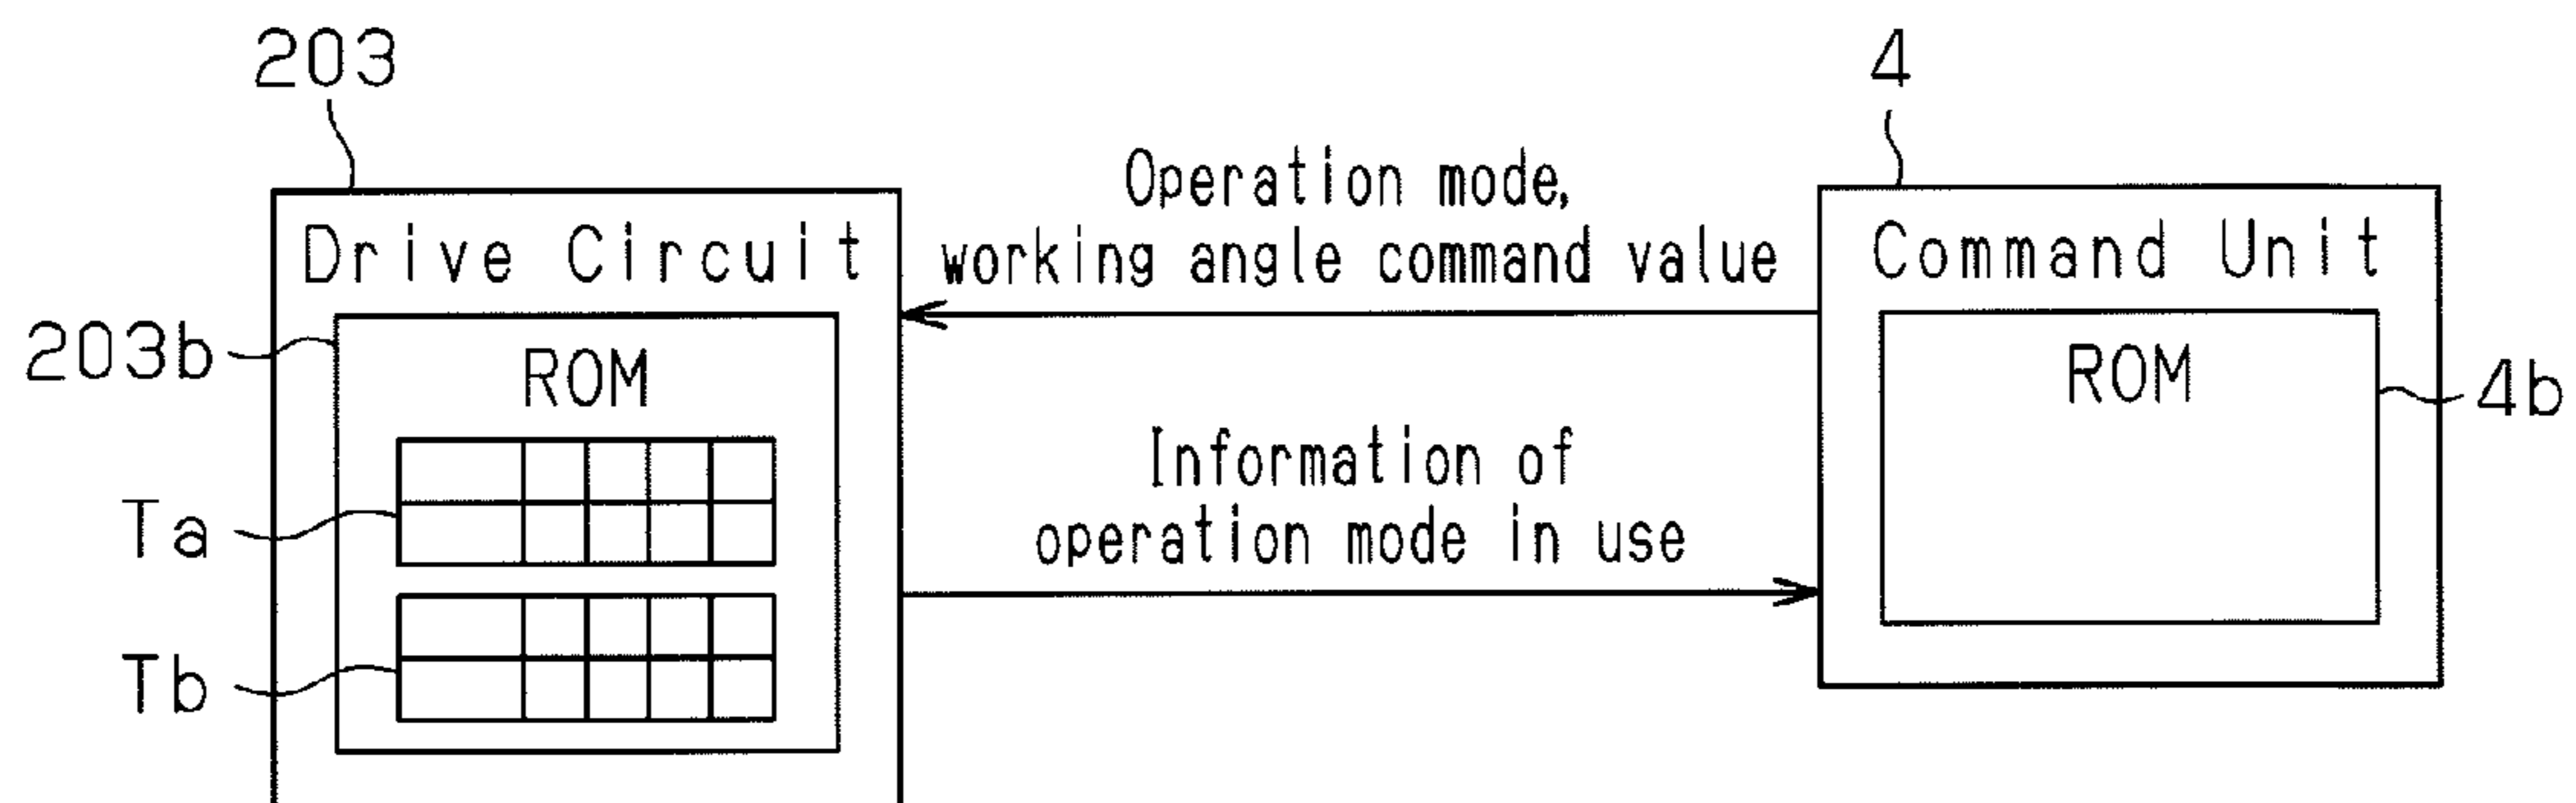 203
4
Operation mode,
working angle command value
Drive Circuit
Command Unit
203b
ROM
ROM
4b
Information of
operation mode in use
Ta
Tb